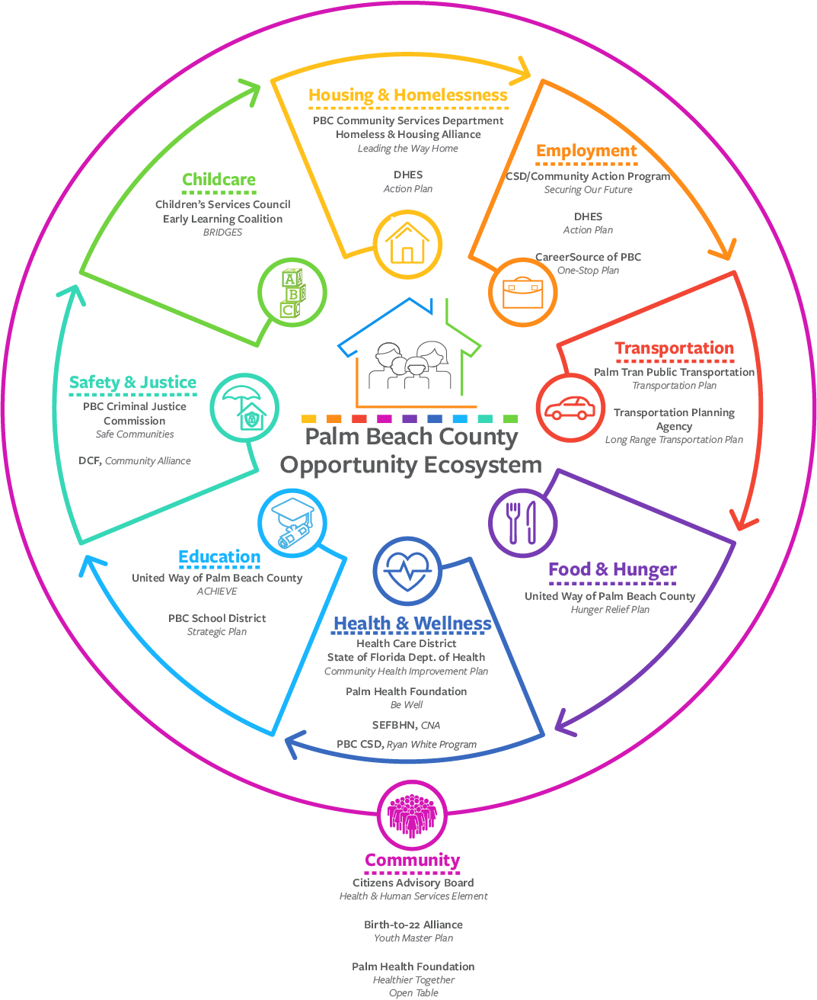 Housing & Homelessness
PBC Community Services Department
Homeless & Housing Alliance
Leading the Way Home
DHES
Action Plan
Employment
CSD/Community Action Program
Securing Our Future
DHES
Action Plan
CareerSource of PBC
One-Stop Plan
Childcare
Children's Services Council
Early Learning Coalition
BRIDGES
A
A
B
B
C
Transportation
Palm Tran Public Transportation
Transportation Plan
Transportation Planning
Agency
Long Range Transportation Plan
Safety & Justice
PBC Criminal Justice
Commission
Safe Communities
DCF, Community Alliance
Palm Beach County
Opportunity Ecosystem
Education
United Way of Palm Beach County
ACHIEVE
PBC School District
Strategic Plan
Food & Hunger
United Way of Palm Beach County
Hunger Relief Plan
Health & Wellness
Health Care District
State of Florida Dept. of Health
Community Health Improvement Plan
Palm Health Foundation
Be Well
SEFBHN, CNA
PBC CSD, Ryan White Program
Community
Citizens Advisory Board
Health & Human Services Element
Birth-to-22 Alliance
Youth Master Plan
Palm Health Foundation
Healthier Together
Open Table